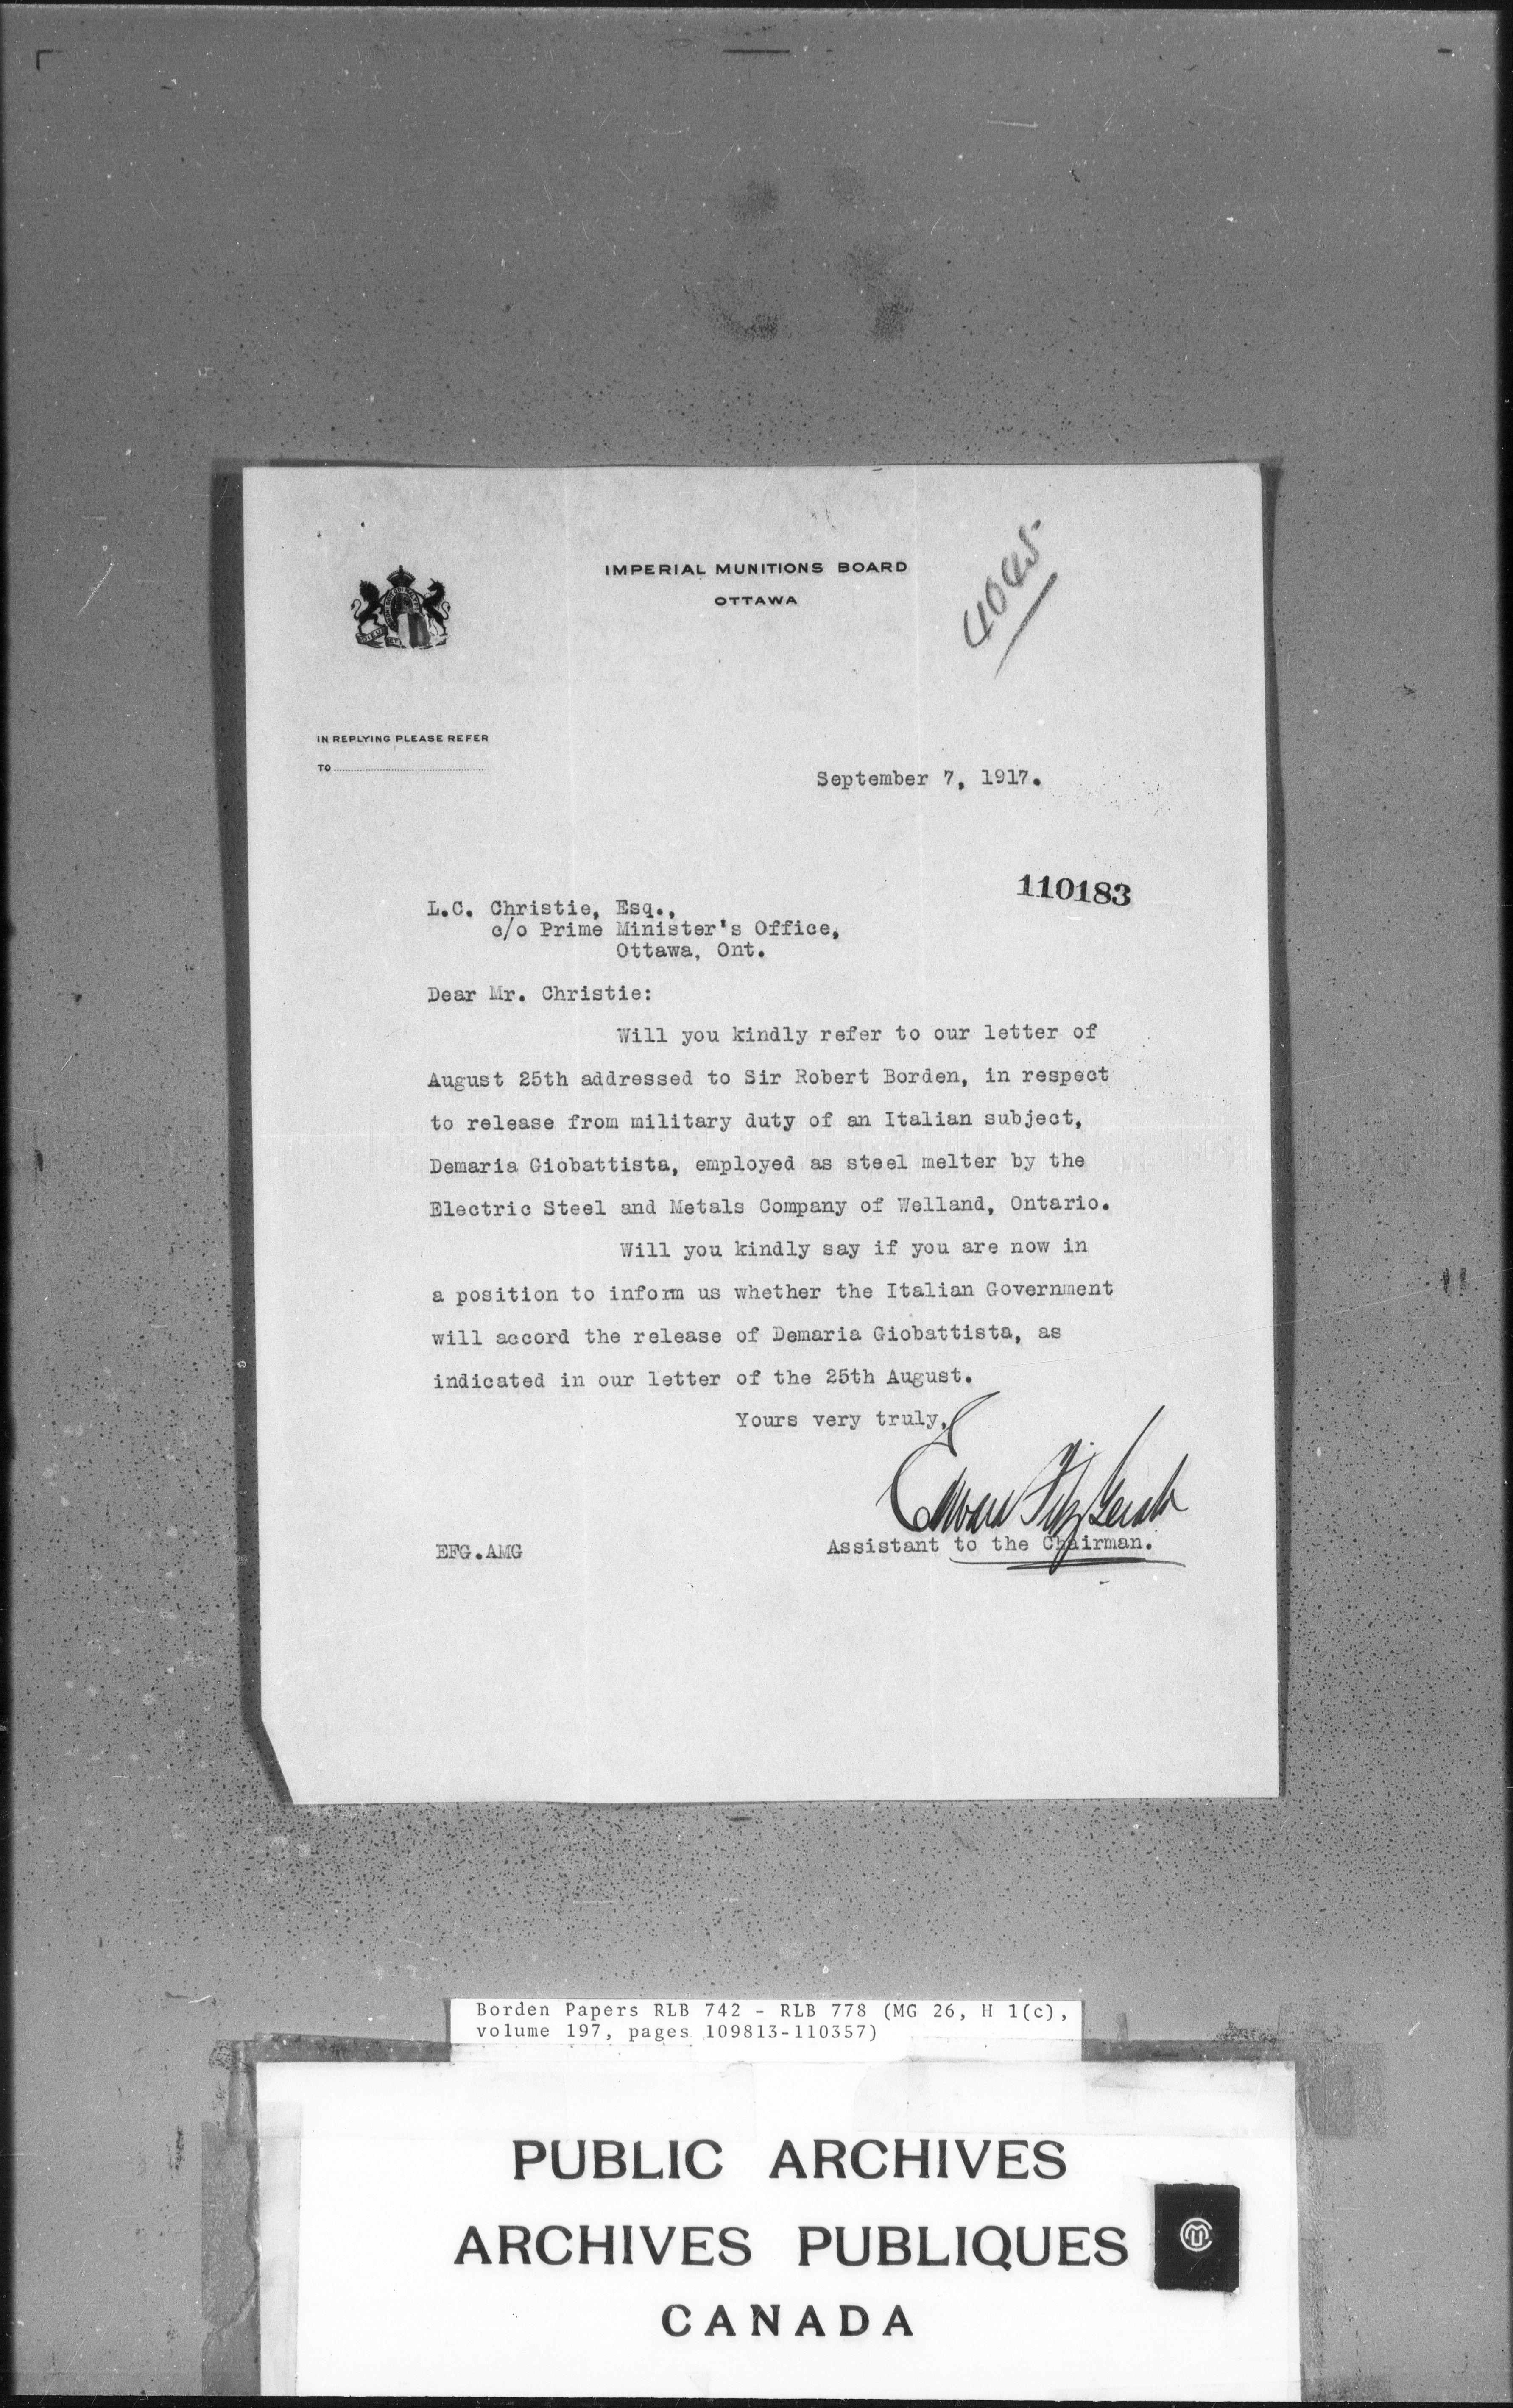 IMPERIAL MUNITIONS BOARD
OTTAWA
IN REPLYING PLEASE REFER
TO
September 7, 1917.
110183
L.C. Christie, Esq.,
c/o Prime Minister's Office,
Ottawa, Ont.
Dear Mr. Christie:
Will you kindly refer to our letter of
August 25th addressed to Sir Robert Borden, in respect
to release from military duty of an Italian subject,
Demaria Giobattista, employed as steel melter by the
Electric Steel and Metals Company of Welland, Ontario.
Will you kindly say if you are now in
a position to inform us whether the Italian Government
will accord the release of Demaria Giobattista, as
indicated in our letter of the 25th August.
Yours very truly,
Edward FitzGerald
Assistant to the Chairman.
EFG.AMG
Borden Papers RLB 742 - RLB 778 (MG 26, H 1(c),
volume 197, pages 109813-110357)
PUBLIC ARCHIVES
ARCHIVES PUBLIQUES
CANADA